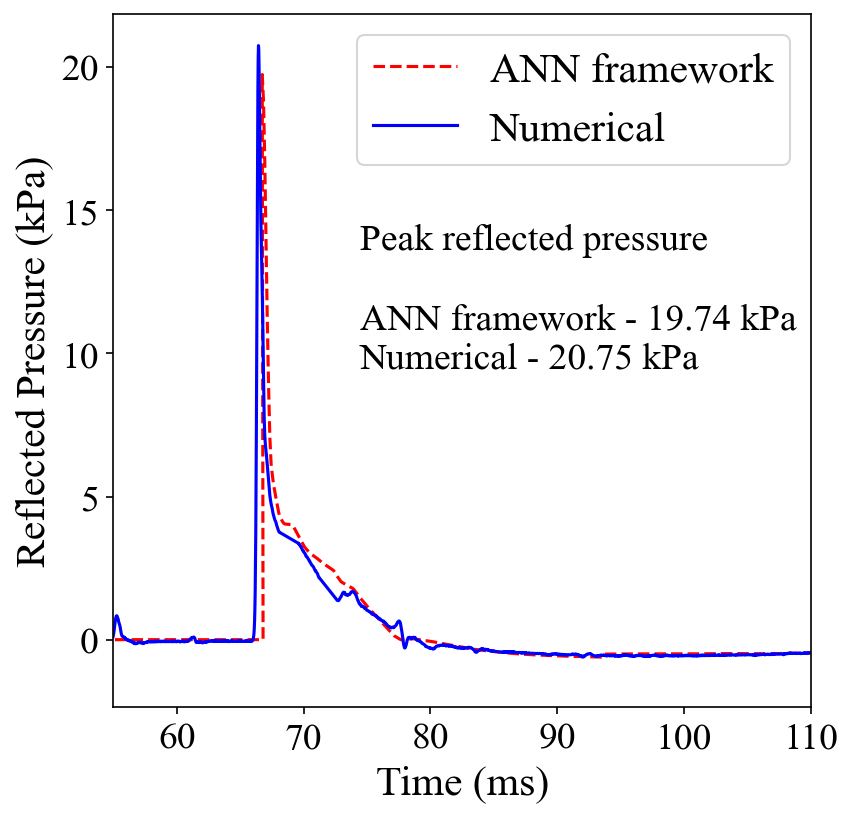 ANN framework
Numerical
Peak reflected pressure
ANN framework - 19.74 kPa
Numerical - 20.75 kPa
Reflected Pressure (kPa)
20
15
10
5
0
60 70 80 90 100 110
Time (ms)